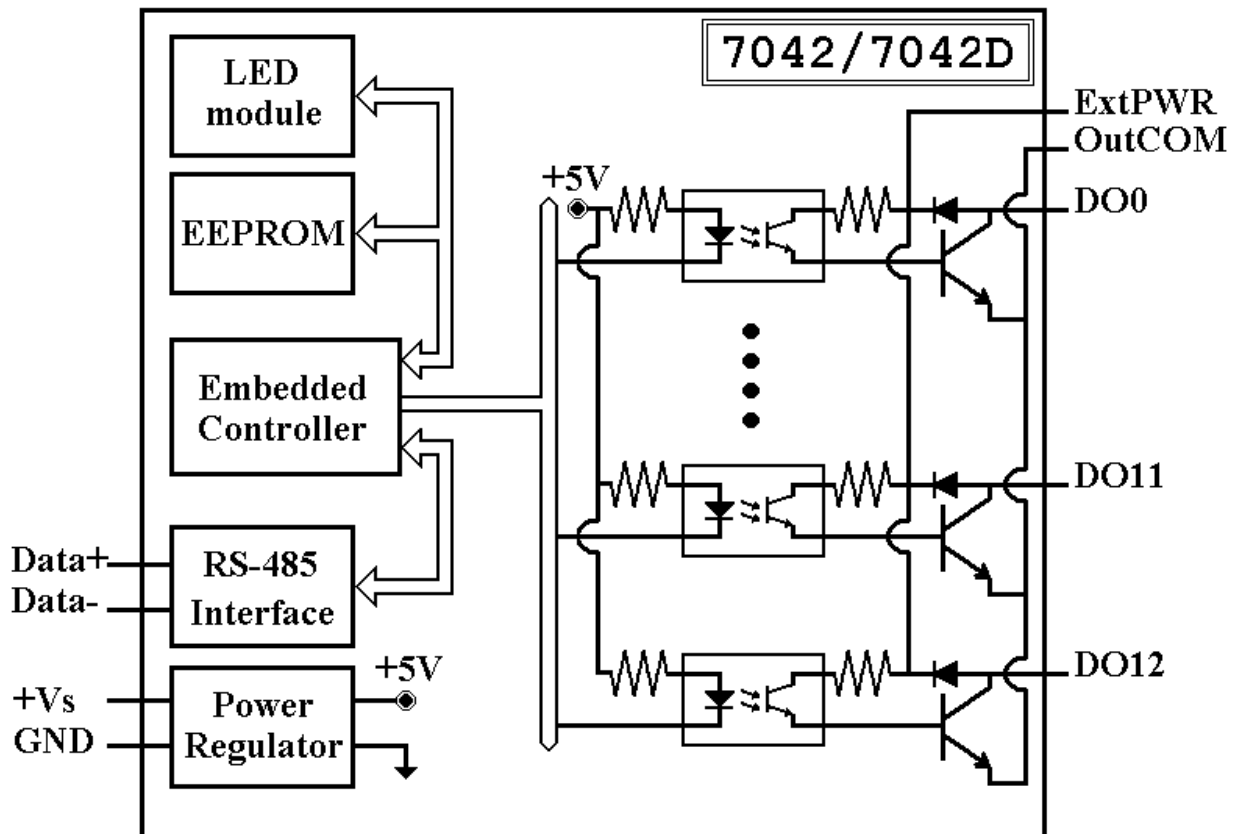 7042/7042D
LED
module
EEPROM
Embedded
Controller
RS-485
Interface
Power
Regulator
Data+
Data-
+Vs
GND
+5V
+5V
ExtPWR
OutCOM
DO0
DO11
DO12